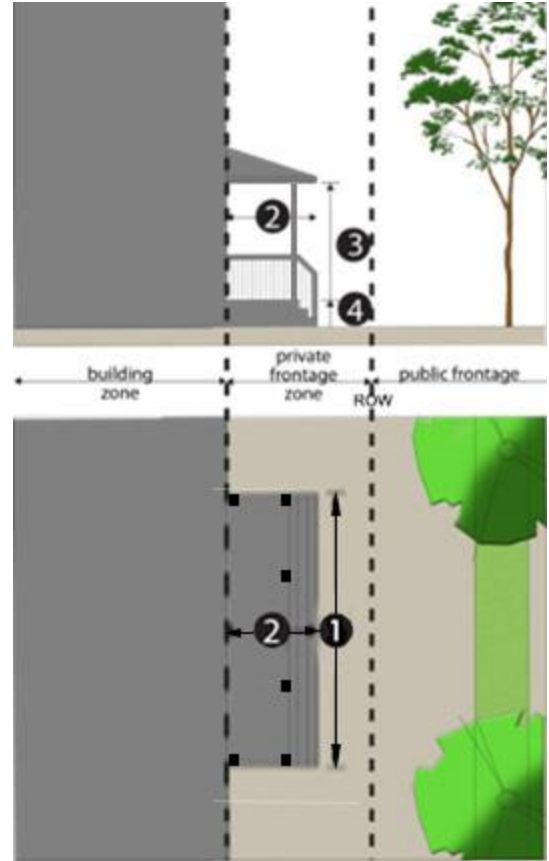 2
3
4
building
zone
private
frontage
zone
public frontage
ROW
2
1